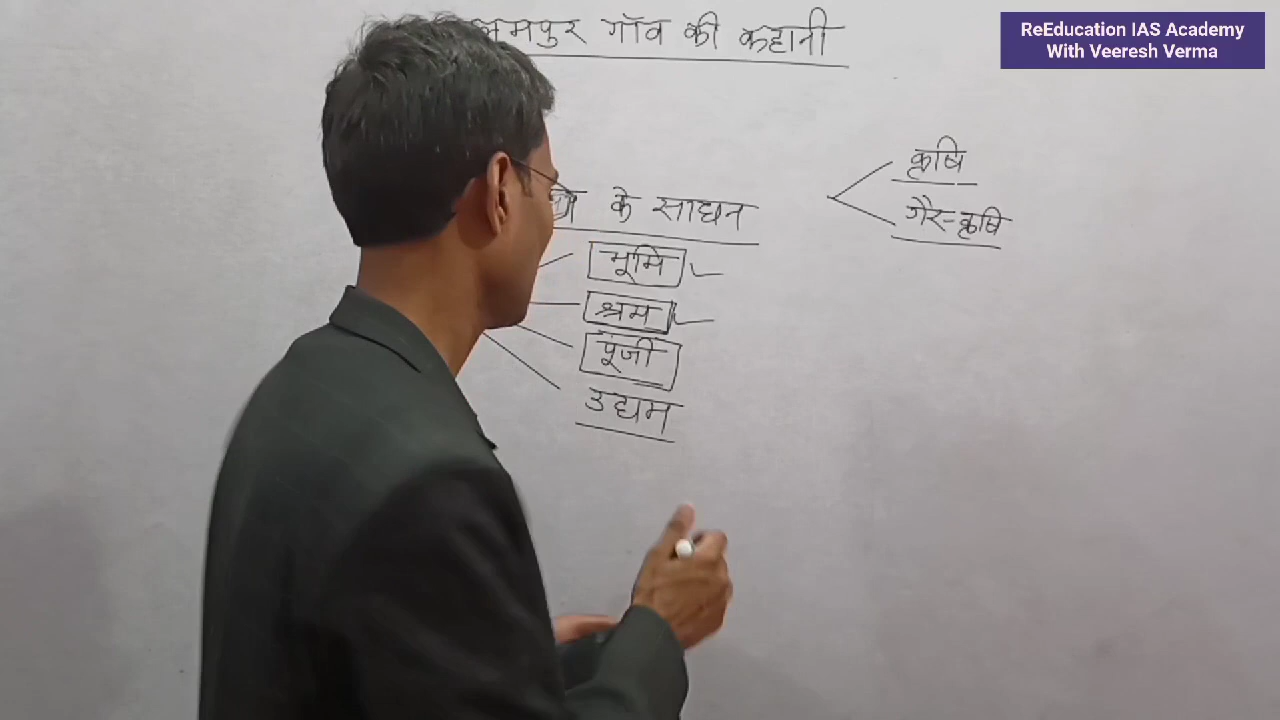 ReEducation IAS Academy
With Veeresh Verma
गाँव की कहानी
के साधन
भूमि
श्रम
पूंजी
उद्यम
कृषि
गैर-कृषि